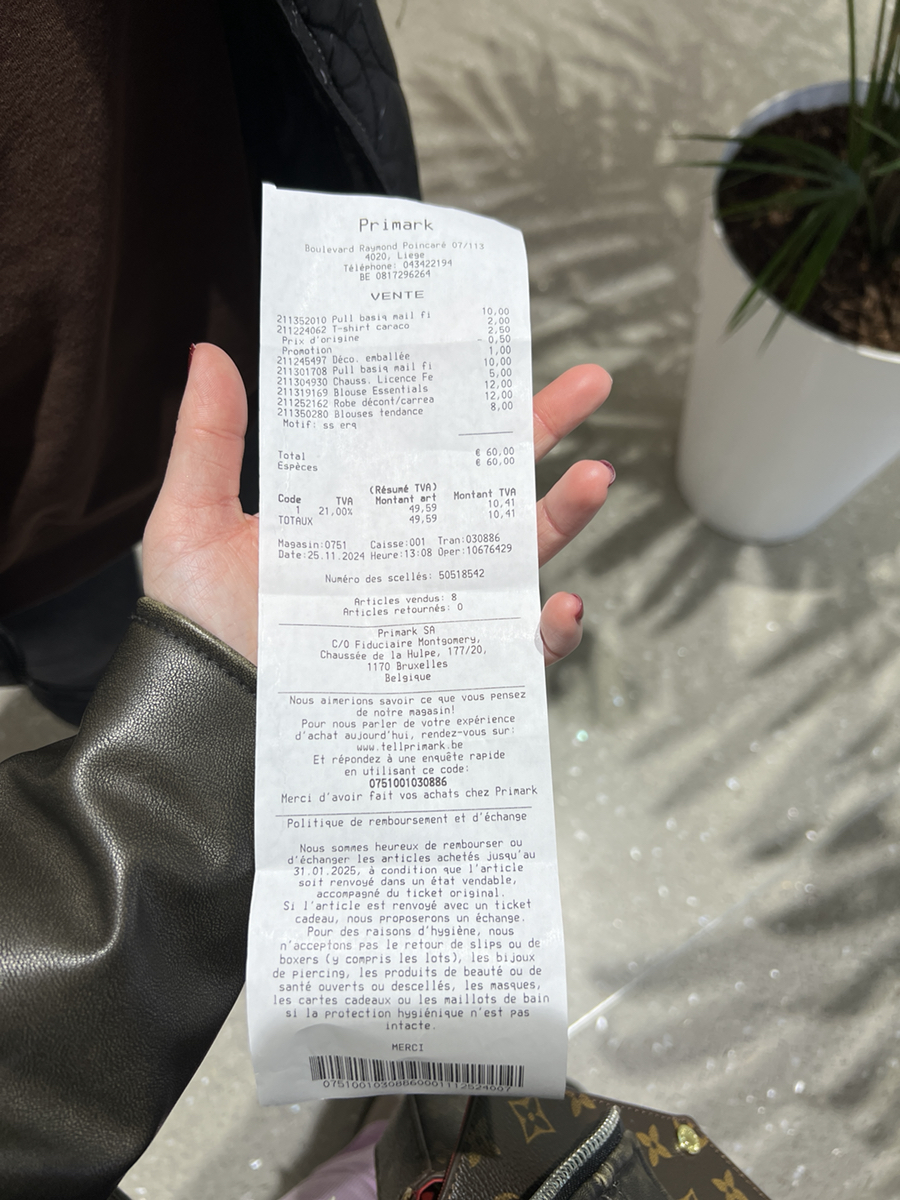 Primark
Boulevard Raymond Poincaré 07/113
4020, Liege
Téléphone: 043422194
BE 0817296264
VENTE
211352010 Pull basiq mail fi 10,00
211224062 T-shirt caraco 2,00
Prix d'origine 2,50
Promotion - 0,50
211245497 Déco. emballée 1,00
211301708 Pull basiq mail fi 10,00
211304930 Chauss. Licence Fe 5,00
211319169 Blouse Essentials 12,00
211252162 Robe décont/carrea 12,00
211350280 Blouses tendance 8,00
Motif: ss erq
Total € 60,00
Espèces € 60,00
(Résumé TVA)
Code TVA Montant art Montant TVA
1 21,00% 49,59 10,41
TOTAUX 49,59 10,41
Magasin:0751 Caisse:001 Tran:030886
Date:25.11.2024 Heure:13:08 Oper:10676429
Numéro des scellés: 50518542
Articles vendus: 8
Articles retournés: 0
Primark SA
C/O Fiduciaire Montgomery,
Chaussée de la Hulpe, 177/20,
1170 Bruxelles
Belgique
Nous aimerions savoir ce que vous pensez
de notre magasin!
Pour nous parler de votre expérience
d'achat aujourd'hui, rendez-vous sur:
www.tellprimark.be
Et répondez à une enquête rapide
en utilisant ce code:
0751001030886
Merci d'avoir fait vos achats chez Primark
Politique de remboursement et d'échange
Nous sommes heureux de rembourser ou
d'échanger les articles achetés jusqu'au
31.01.2025, à condition que l'article
soit renvoyé dans un état vendable,
accompagné du ticket original.
Si l'article est renvoyé avec un ticket
cadeau, nous proposerons un échange.
Pour des raisons d'hygiène, nous
n'acceptons pas le retour de slips ou de
boxers (y compris les lots), les bijoux
de piercing, les produits de beauté ou de
santé ouverts ou descellés, les masques,
les cartes cadeaux ou les maillots de bain
si la protection hygiénique n'est pas
intacte.
MERCI